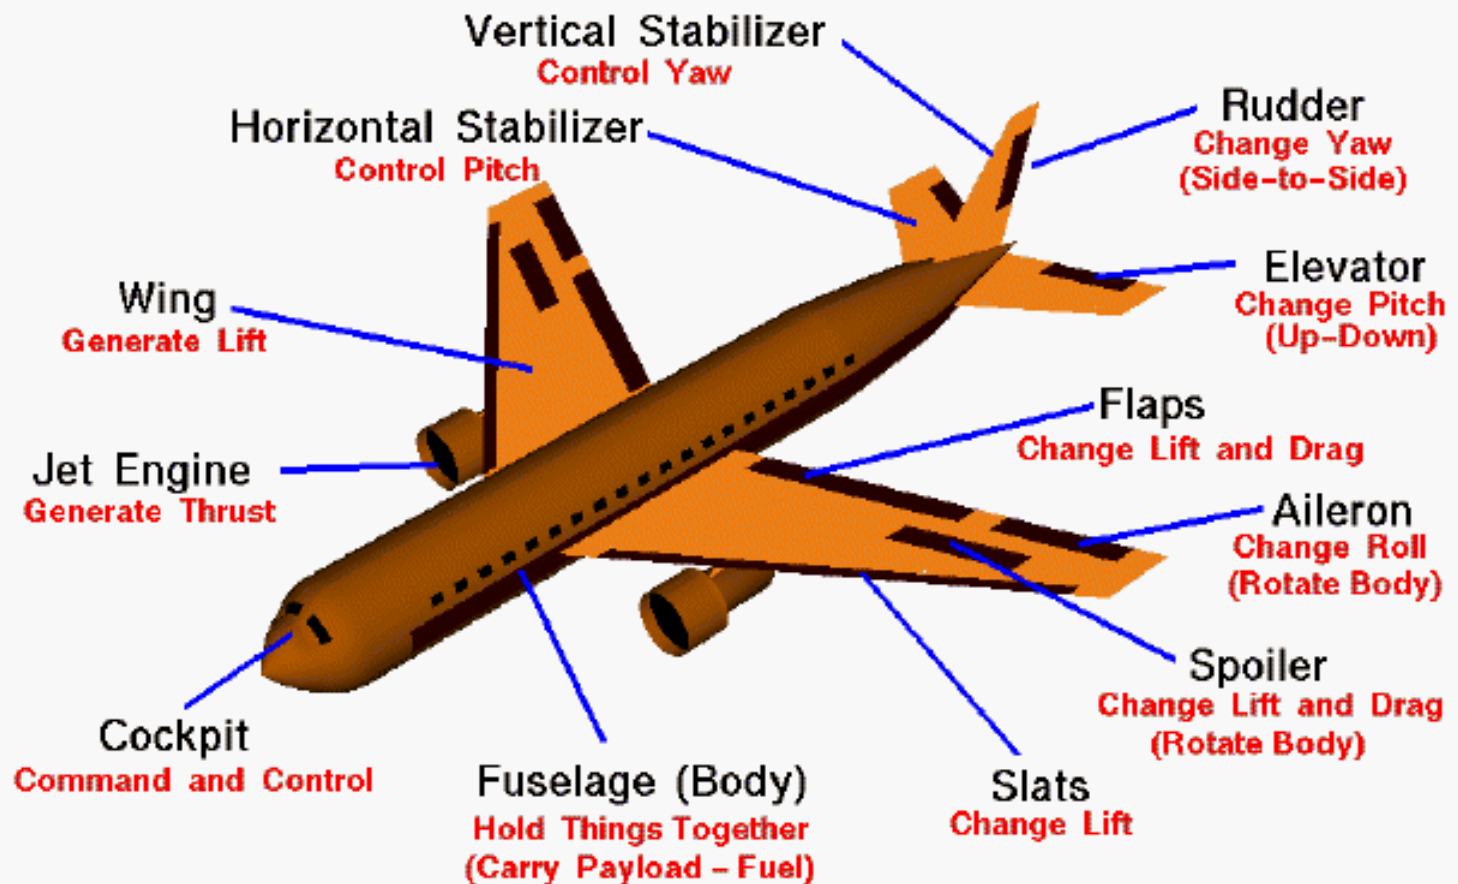 Vertical Stabilizer
Control Yaw
Horizontal Stabilizer
Control Pitch
Rudder
Change Yaw
(Side-to-Side)
Wing
Generate Lift
Elevator
Change Pitch
(Up-Down)
Flaps
Change Lift and Drag
Jet Engine
Generate Thrust
Aileron
Change Roll
(Rotate Body)
Spoiler
Change Lift and Drag
(Rotate Body)
Cockpit
Command and Control
Fuselage (Body)
Hold Things Together
(Carry Payload - Fuel)
Slats
Change Lift